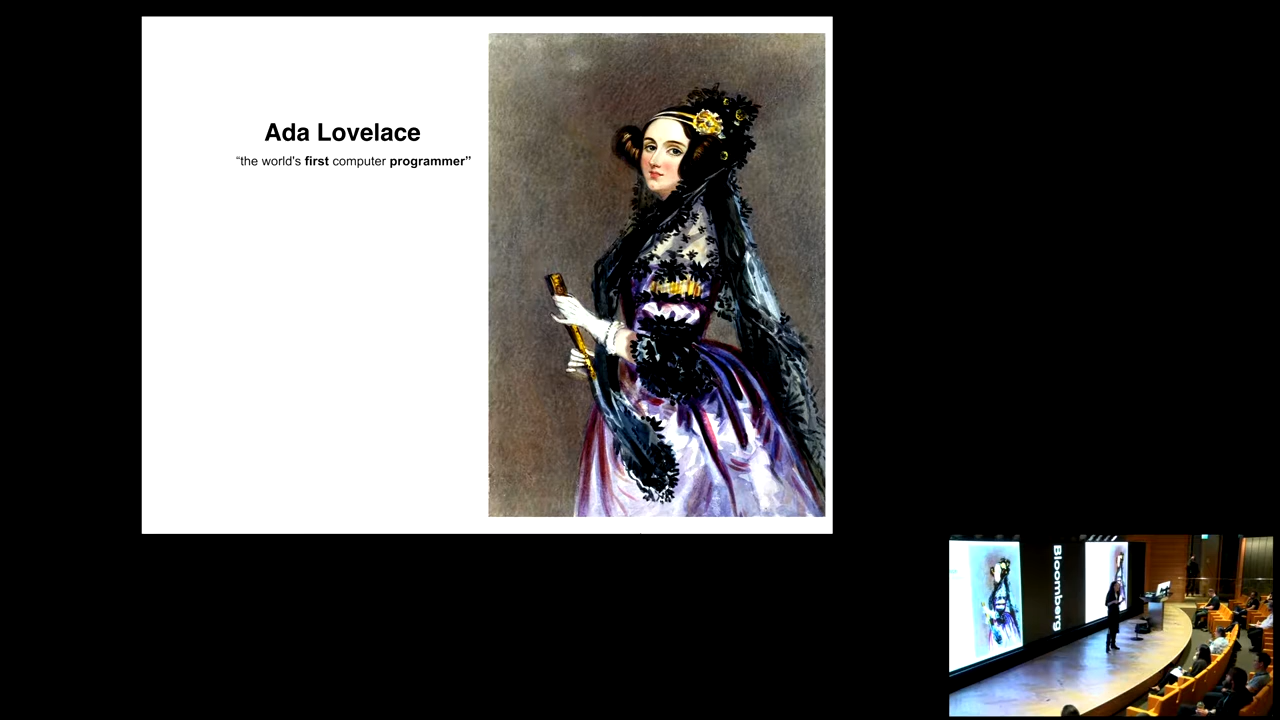 Ada Lovelace
“the world's first computer programmer”
Bloomberg